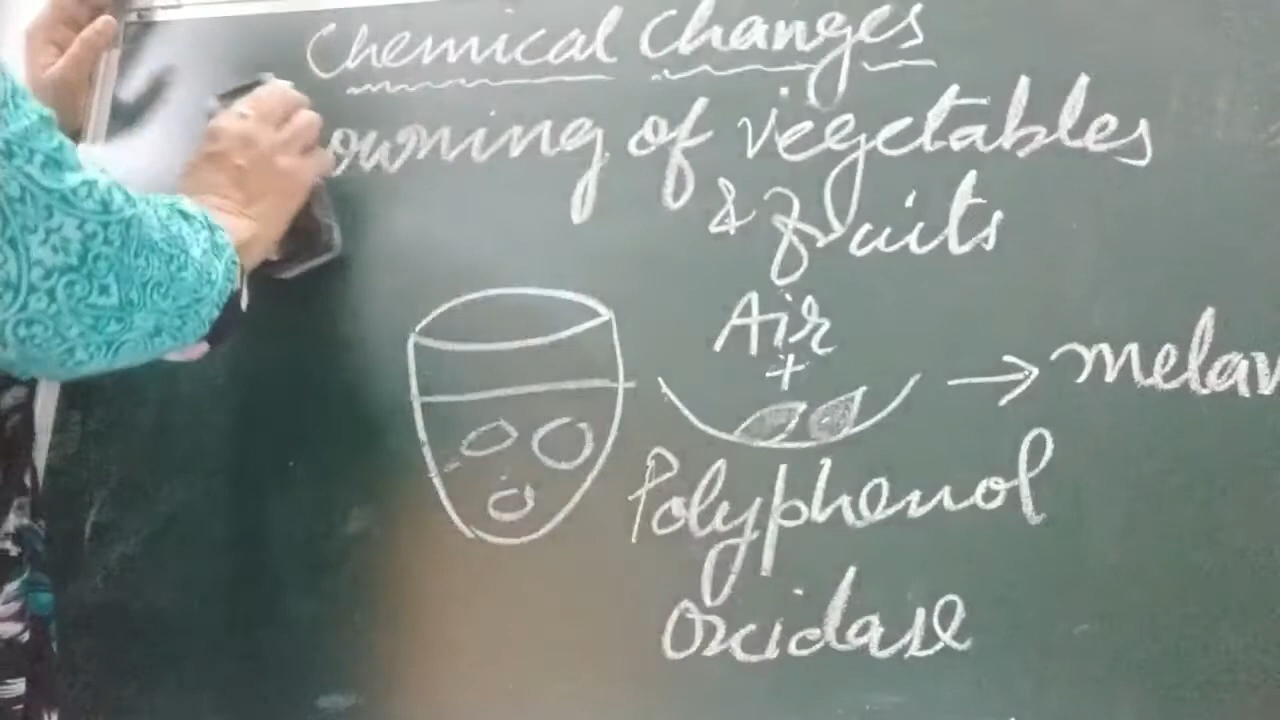 Chemical Changes
owning of vegetables
& fruits
Air
+
→ melan
Polyphenol
Oxidase